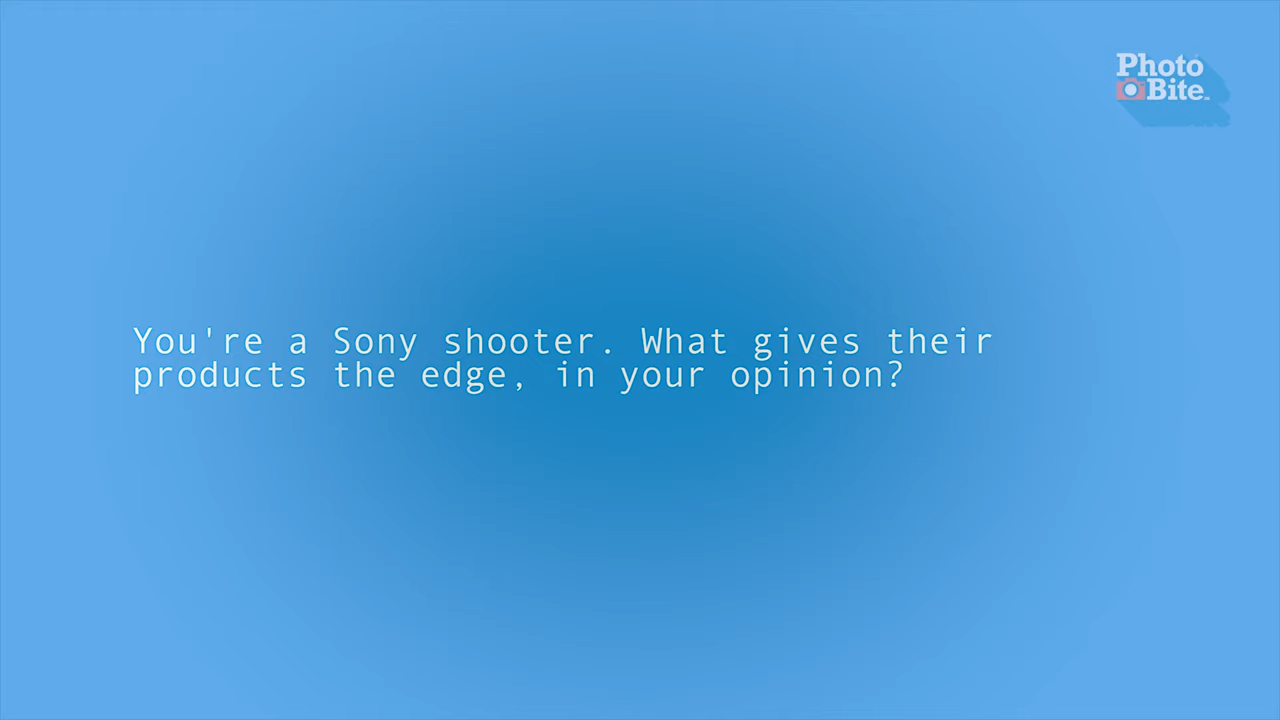 Photo
Bite
You're a Sony shooter. What gives their
products the edge, in your opinion?